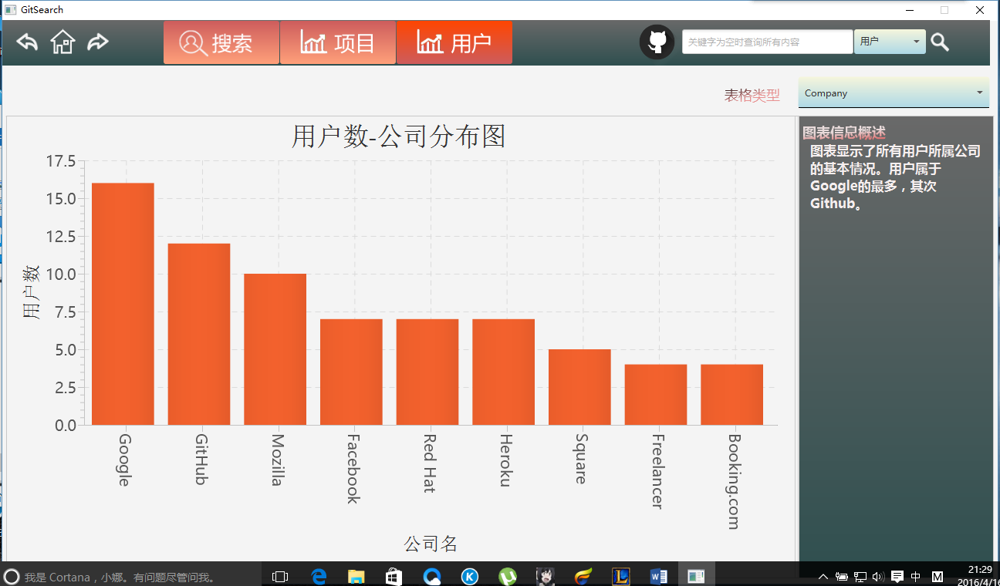 GitSearch
搜索
项目
用户
关键字为空时查询所有内容
用户
表格类型
Company
用户数-公司分布图
17.5
15.0
12.5
10.0
7.5
5.0
2.5
0.0
用户数
Google
GitHub
Mozilla
Facebook
Red Hat
Heroku
Square
Freelancer
Booking.com
公司名
图表信息概述
图表显示了所有用户所属公司
的基本情况。用户属于
Google的最多，其次
Github。
我是 Cortana，小娜。有问题尽管问我。
中
M
21:29
2016/4/16